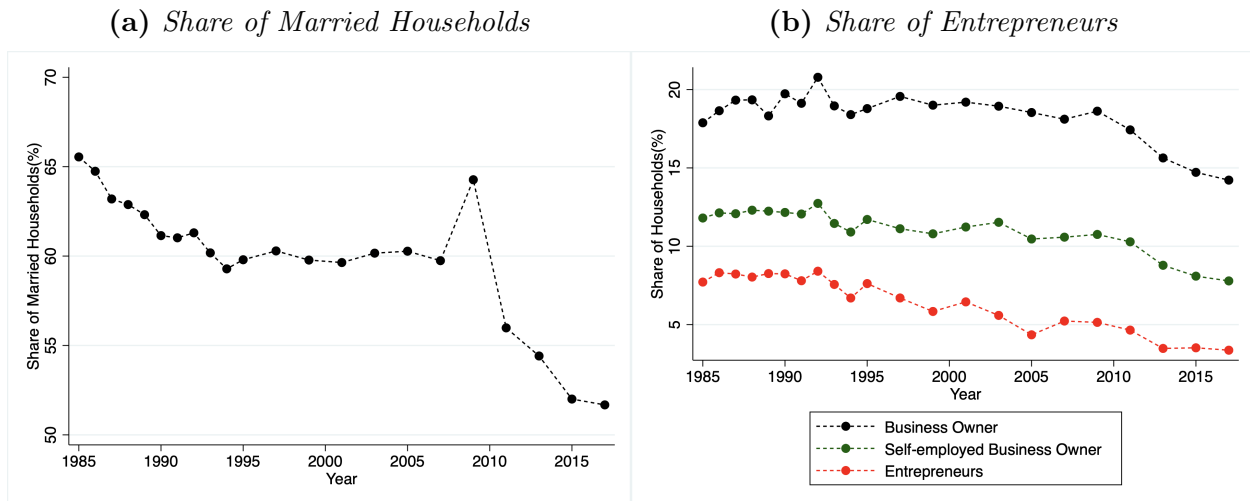 (a) Share of Married Households
Share of Married Households(%)
70
65
60
55
50
1985 1990 1995 2000 2005 2010 2015
Year
(b) Share of Entrepreneurs
Share of Households(%)
20
15
10
5
1985 1990 1995 2000 2005 2010 2015
Year
Business Owner
Self-employed Business Owner
Entrepreneurs